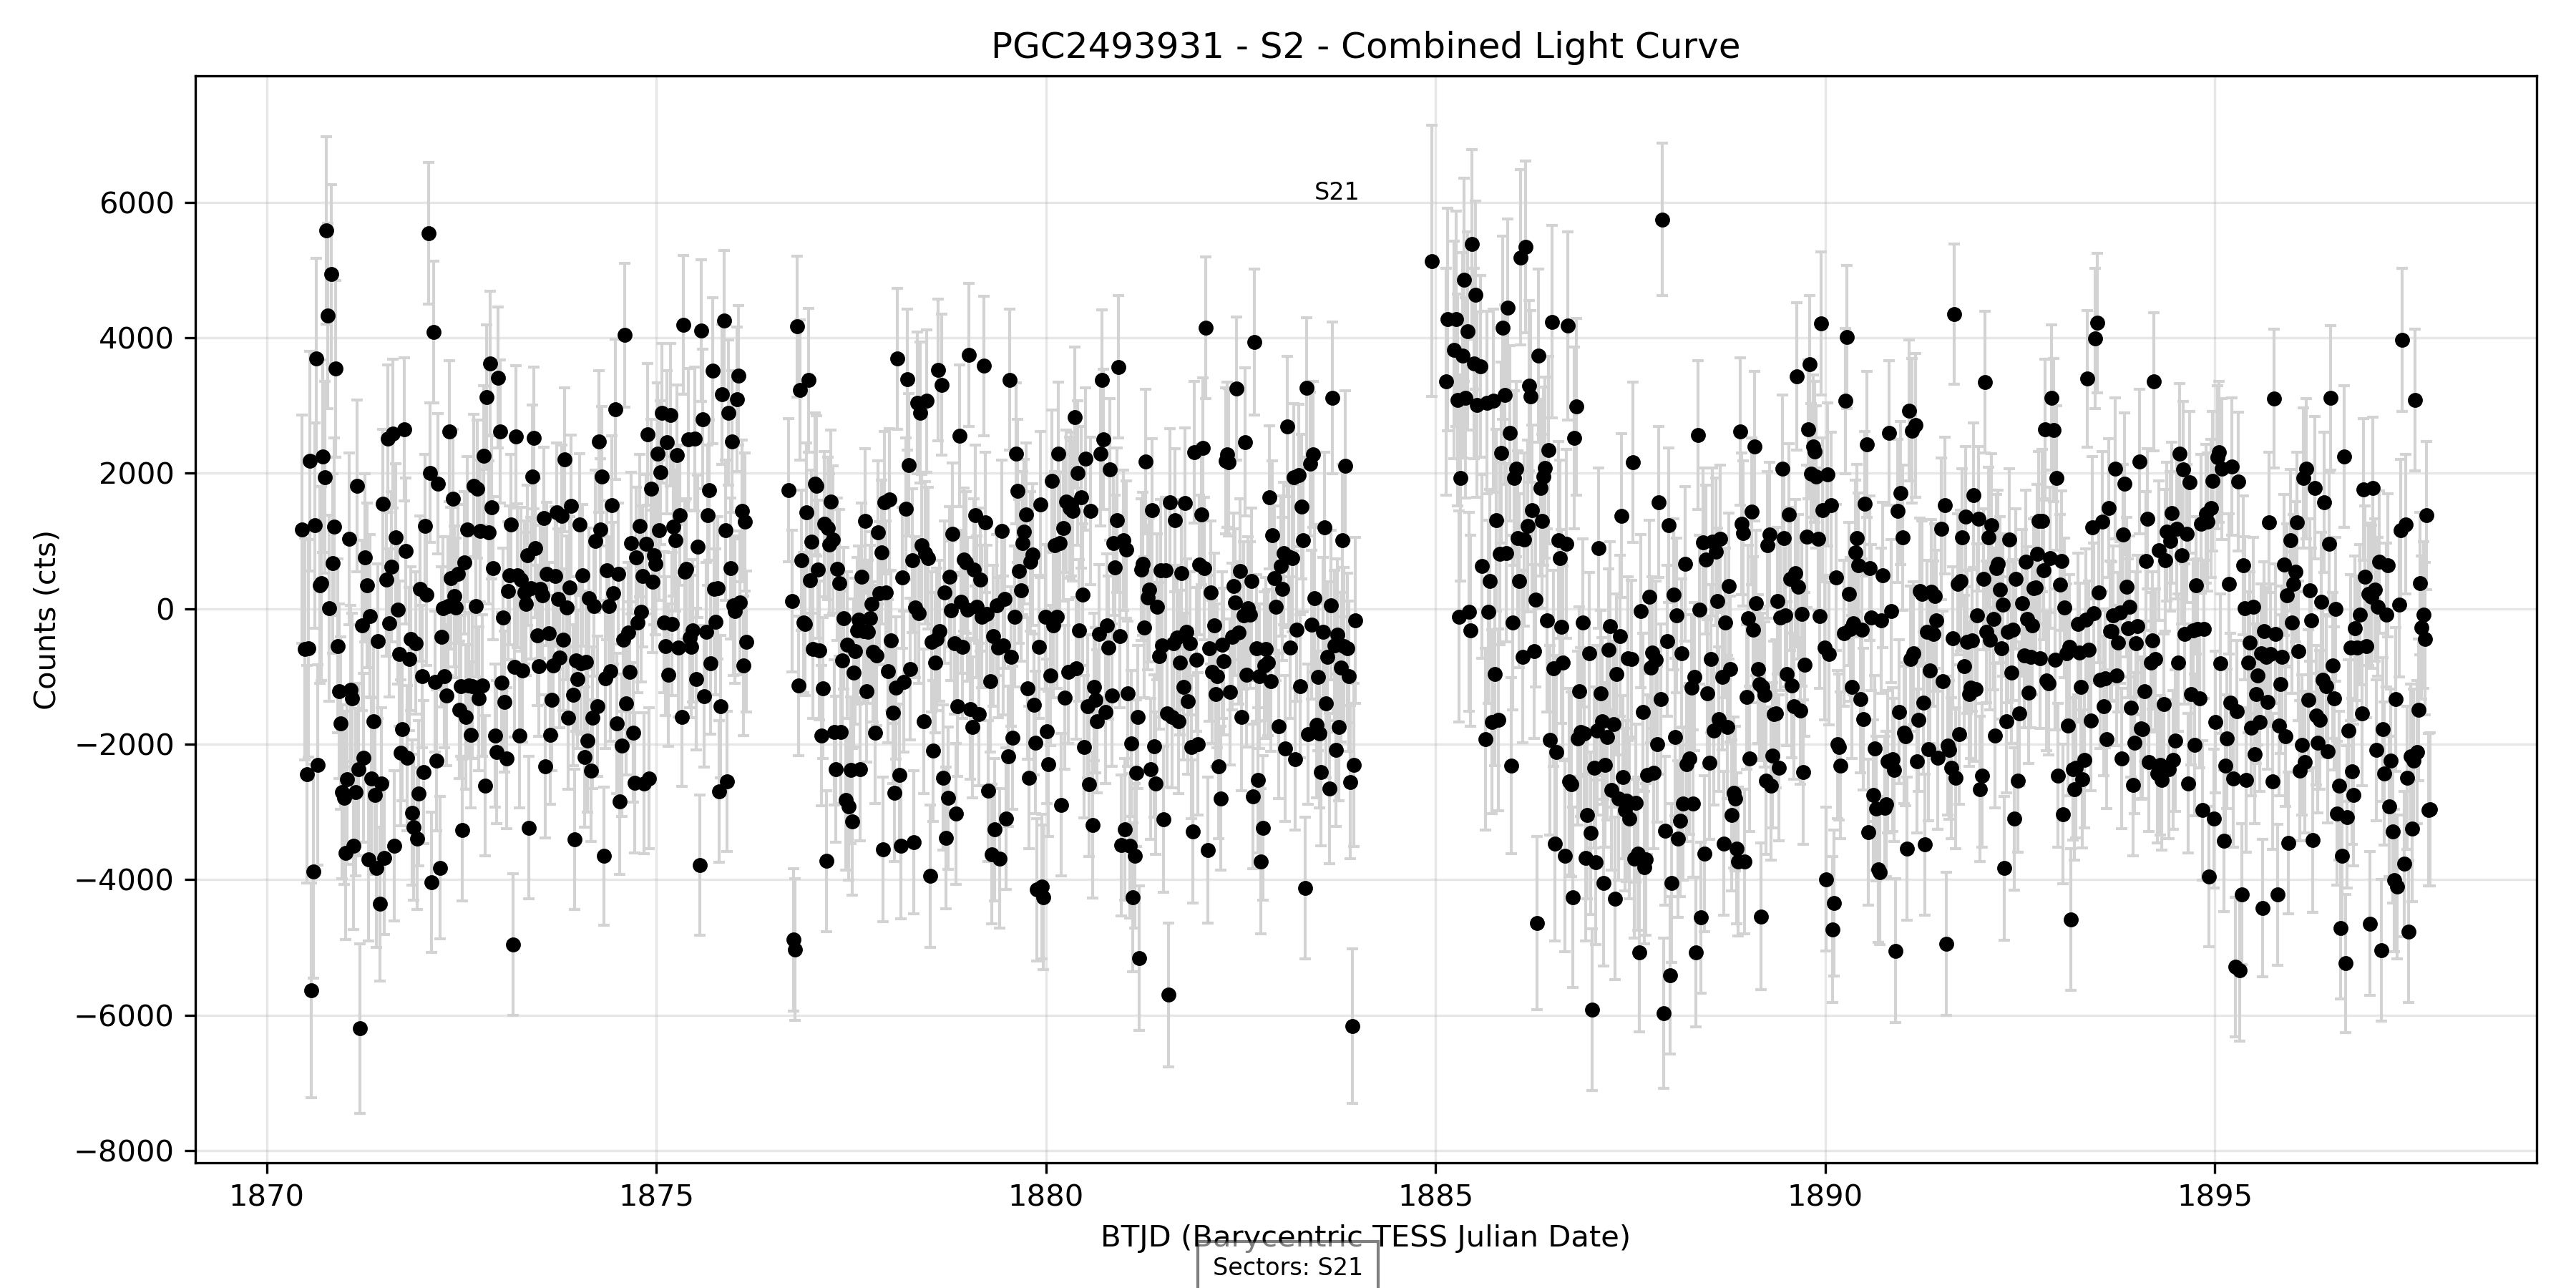 PGC2493931 - S2 - Combined Light Curve
S21
6000
4000
2000
0
−2000
−4000
−6000
−8000
Counts (cts)
1870 1875 1880 1885 1890 1895
BTJD (Barycentric TESS Julian Date)
Sectors: S21